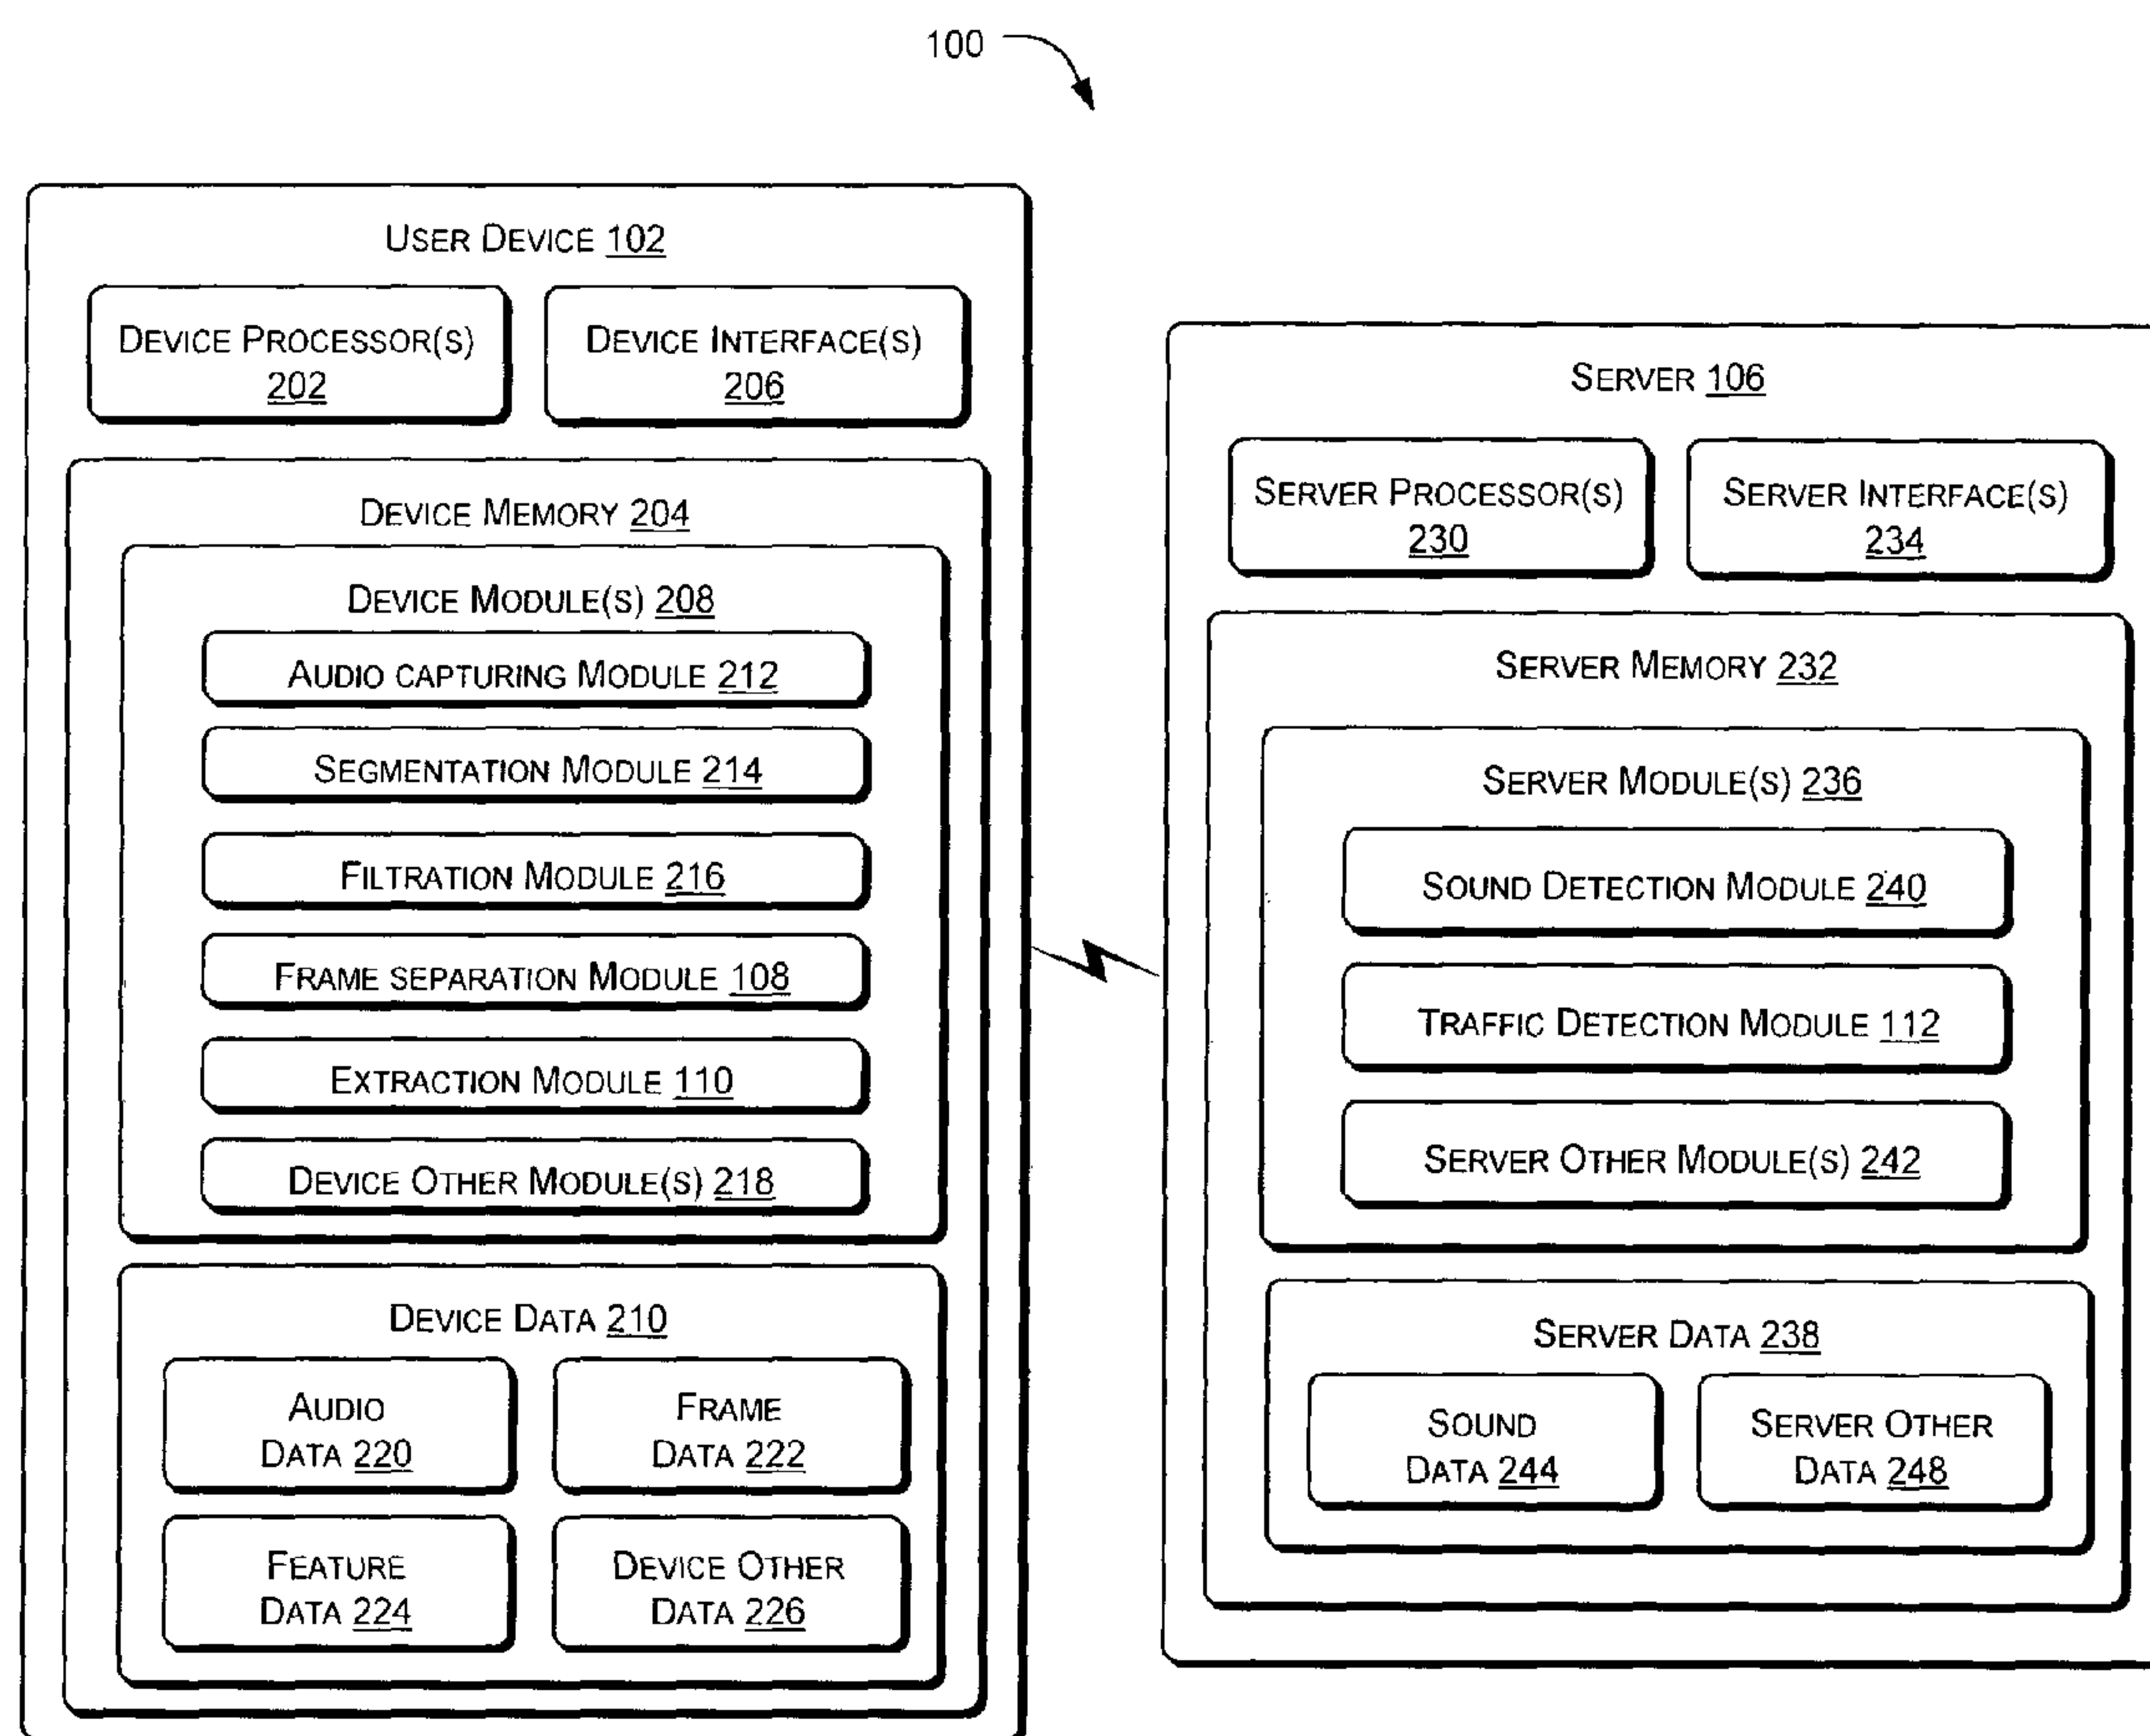 100
USER DEVICE 102
DEVICE PROCESSOR(S)
202
DEVICE INTERFACE(S)
206
DEVICE MEMORY 204
DEVICE MODULE(S) 208
AUDIO CAPTURING MODULE 212
SEGMENTATION MODULE 214
FILTRATION MODULE 216
FRAME SEPARATION MODULE 108
EXTRACTION MODULE 110
DEVICE OTHER MODULE(S) 218
DEVICE DATA 210
AUDIO
DATA 220
FRAME
DATA 222
FEATURE
DATA 224
DEVICE OTHER
DATA 226
SERVER 106
SERVER PROCESSOR(S)
230
SERVER INTERFACE(S)
234
SERVER MEMORY 232
SERVER MODULE(S) 236
SOUND DETECTION MODULE 240
TRAFFIC DETECTION MODULE 112
SERVER OTHER MODULE(S) 242
SERVER DATA 238
SOUND
DATA 244
SERVER OTHER
DATA 248